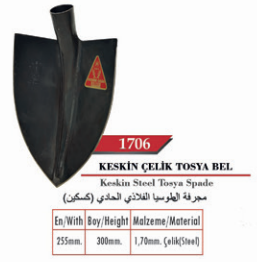 1706
KESKİN ÇELİK TOSYA BEL
Keskin Steel Tosya Spade
مجرفة الطوسيا الفلاذي الحادي (كسكين)
En/With Boy/Height Malzeme/Material
255mm. 300mm. 1,70mm. Çelik(Steel)